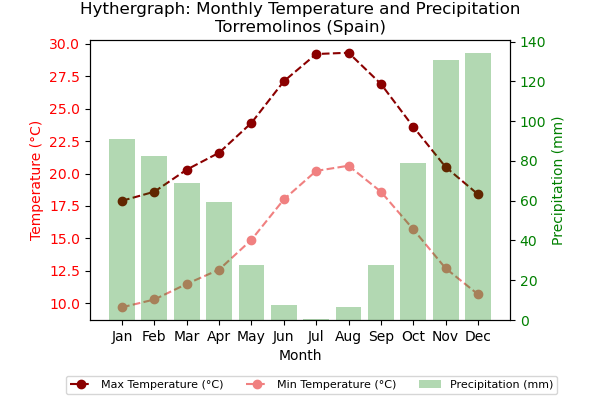 Hythergraph: Monthly Temperature and Precipitation
Torremolinos (Spain)
Temperature (°C)
30.0
27.5
25.0
22.5
20.0
17.5
15.0
12.5
10.0
140
120
100
80
60
40
20
0
Precipitation (mm)
Jan Feb Mar Apr May Jun Jul Aug Sep Oct Nov Dec
Month
Max Temperature (°C) Min Temperature (°C) Precipitation (mm)